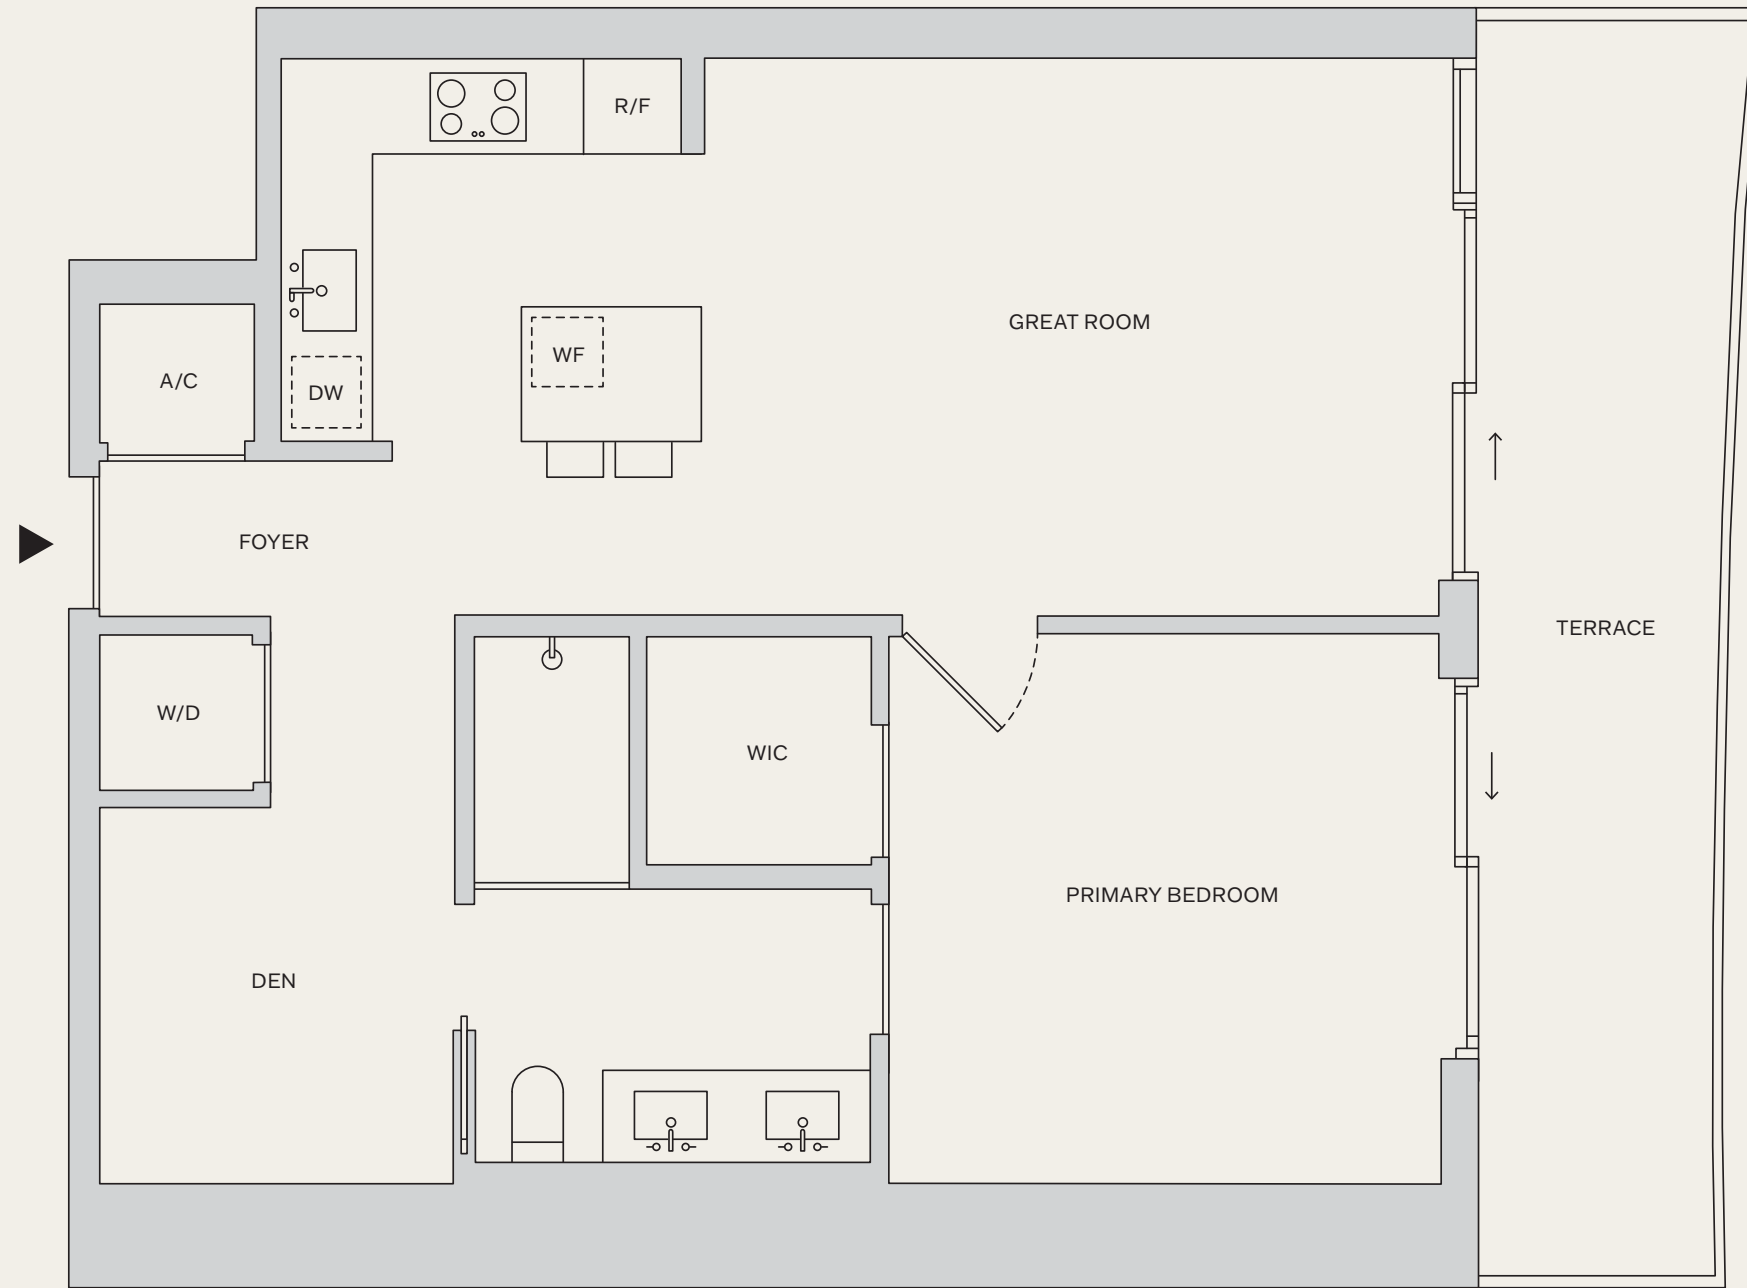 R/F
GREAT ROOM
WF
A/C
DW
FOYER
TERRACE
W/D
WIC
PRIMARY BEDROOM
DEN